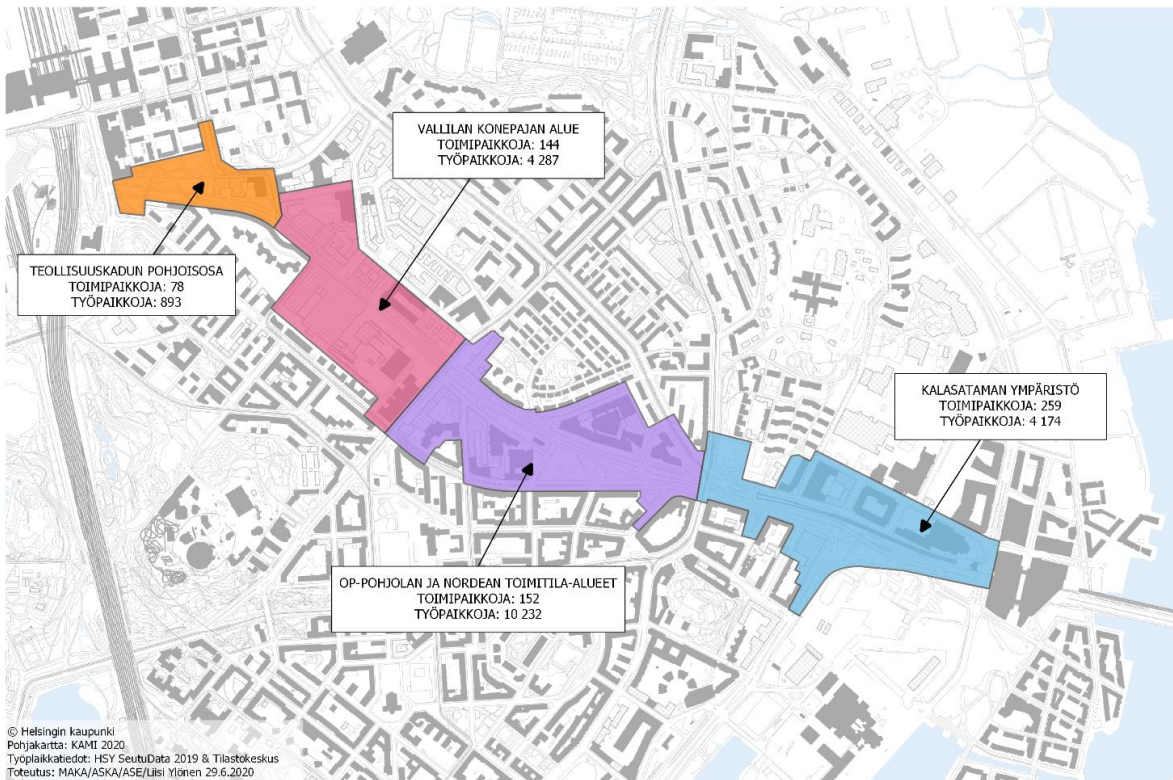 VALLILAN KONEPAJAN ALUE
TOIMIPAIKKOJA: 144
TYÖPAIKKOJA: 4 287
TEOLLISUUSKADUN POHJOISOSA
TOIMIPAIKKOJA: 78
TYÖPAIKKOJA: 893
KALASATAMAN YMPÄRISTÖ
TOIMIPAIKKOJA: 259
TYÖPAIKKOJA: 4 174
OP-POHJOLAN JA NORDEAN TOIMITILA-ALUEET
TOIMIPAIKKOJA: 152
TYÖPAIKKOJA: 10 232
© Helsingin kaupunki
Pohjakartta: KAMI 2020
Työplaikkatiedot: HSY SeutuData 2019 & Tilastokeskus
Toteutus: MAKA/ASKA/ASE/Liisi Ylönen 29.6.2020